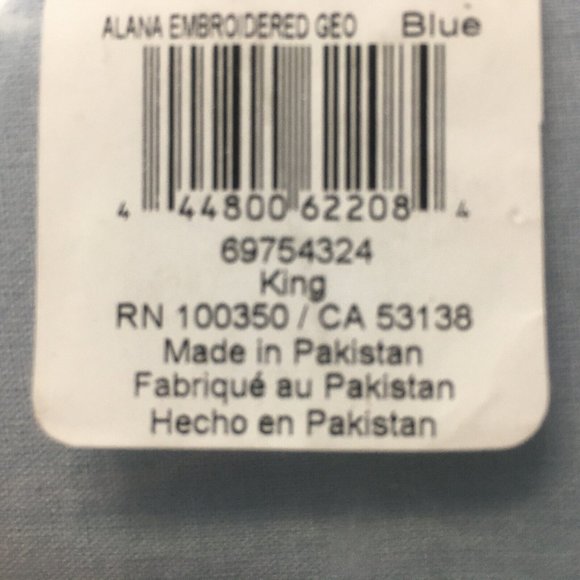 ALANA EMBROIDERED GEO Blue
4 44800 62208 4
69754324
King
RN 100350 / CA 53138
Made in Pakistan
Fabriqué au Pakistan
Hecho en Pakistan